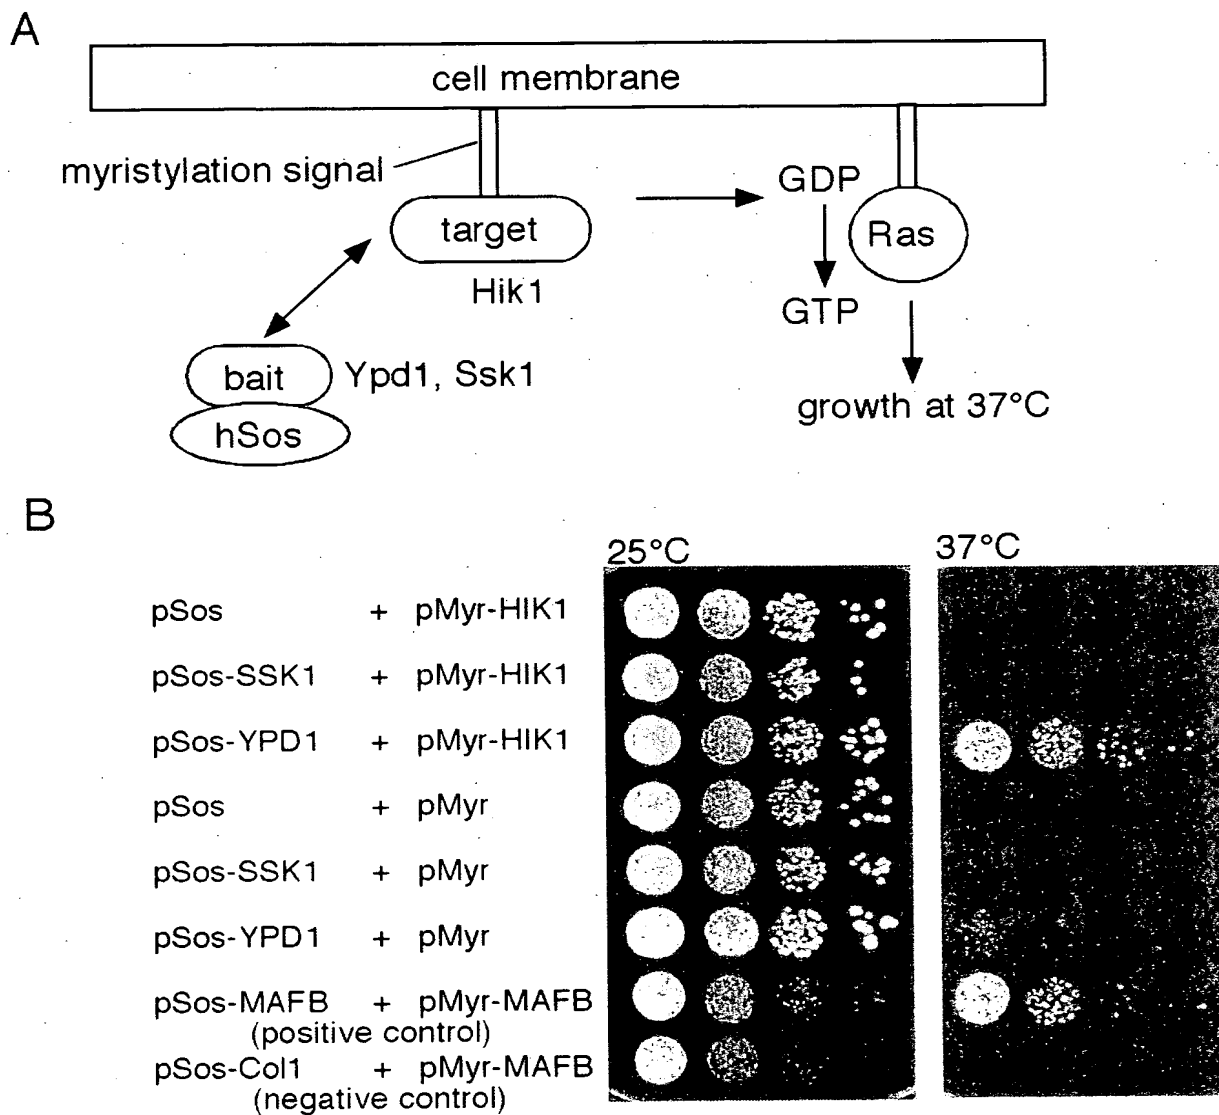 A
cell membrane
myristylation signal
GDP
target
Ras
Hik1
GTP
bait
Ypd1, Ssk1
hSos
growth at 37°C
B
25°C
37°C
pSos + pMyr-HIK1
pSos-SSK1 + pMyr-HIK1
pSos-YPD1 + pMyr-HIK1
pSos + pMyr
pSos-SSK1 + pMyr
pSos-YPD1 + pMyr
pSos-MAFB + pMyr-MAFB
(positive control)
pSos-Col1 + pMyr-MAFB
(negative control)